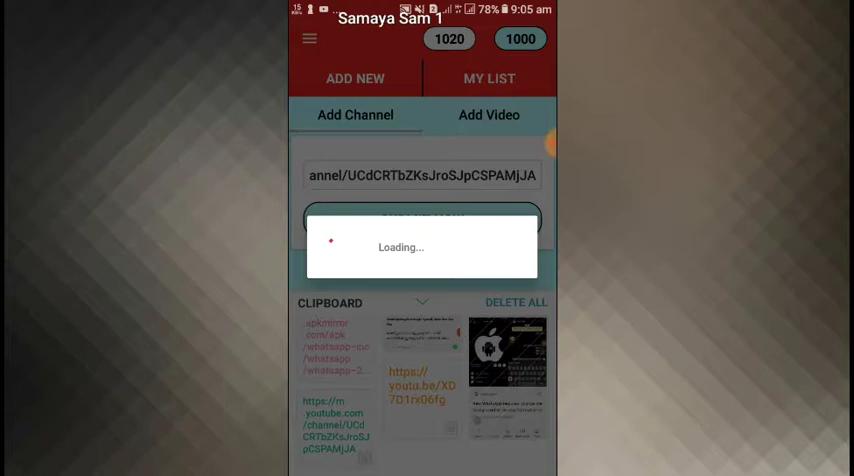 15
78% 9:05 am
Samaya Sam 1
1020 1000
ADD NEW MY LIST
Add Channel Add Video
annel/UCdCRTbZKsJroSJpCSPAMjJA
Loading...
CLIPBOARD DELETE ALL
.apkmirror
.com/apk
/whatsapp-inc
/whatsapp
/whatsapp-2...
https://
youtu.be/XD
7D1rx06fg
https://m
.youtube.com
/channel/UCd
CRTbZKsJroSJ
pCSPAMjJA